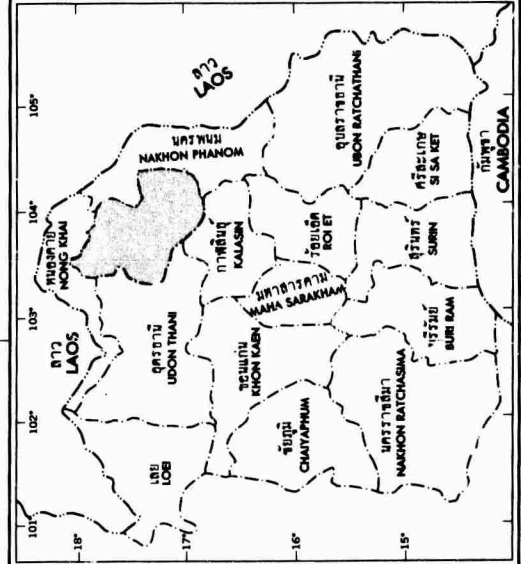 101°
102°
103°
104°
105°
18°
17°
16°
15°
ลาว
LAOS
หนองคาย
NONG KHAI
ลาว
LAOS
เลย
LOEI
อุดรธานี
UDON THANI
นครพนม
NAKHON PHANOM
ขอนแก่น
KHON KAEN
กาฬสินธุ์
KALASIN
มหาสารคาม
MAHA SARAKHAM
ร้อยเอ็ด
ROI ET
อุบลราชธานี
UBON RATCHATHANI
ชัยภูมิ
CHAIYAPHUM
นครราชสีมา
NAKHON RATCHASIMA
บุรีรัมย์
BURI RAM
สุรินทร์
SURIN
ศรีสะเกษ
SI SA KET
กัมพูชา
CAMBODIA